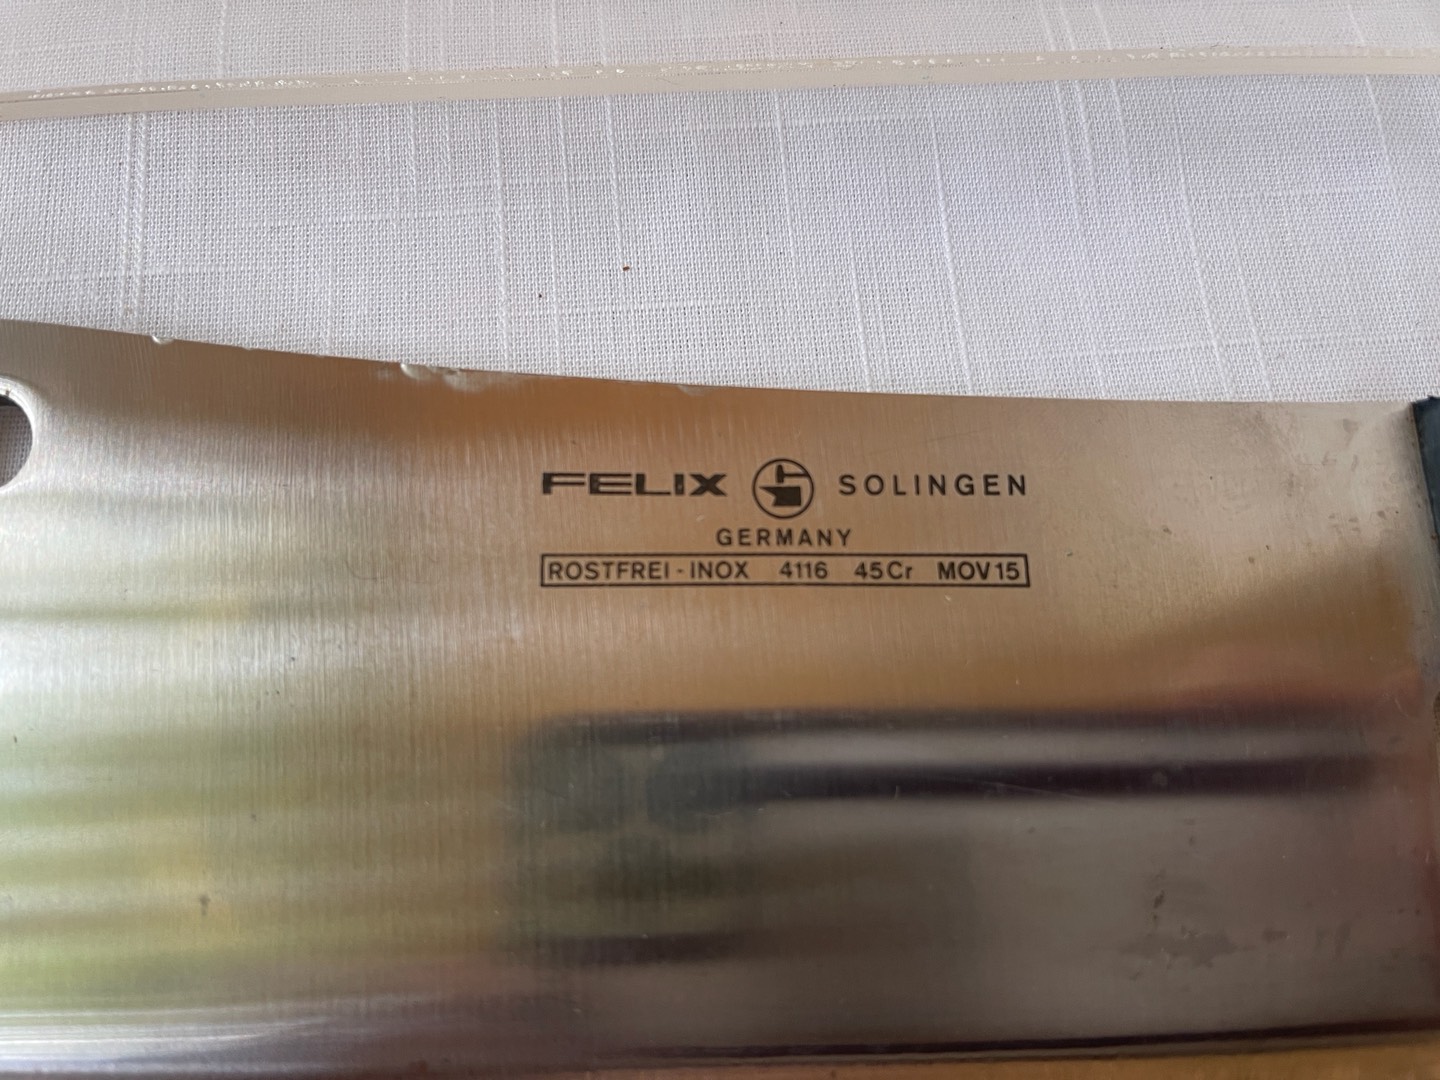 FELIX SOLINGEN
GERMANY
ROSTFREI - INOX 4116 45Cr MOV15